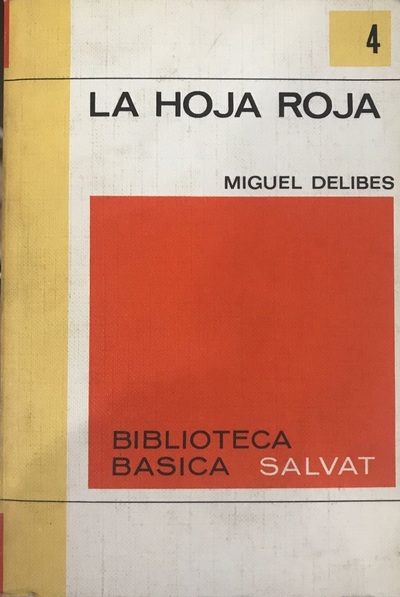 4
LA HOJA ROJA
MIGUEL DELIBES
BIBLIOTECA
BASICA SALVAT